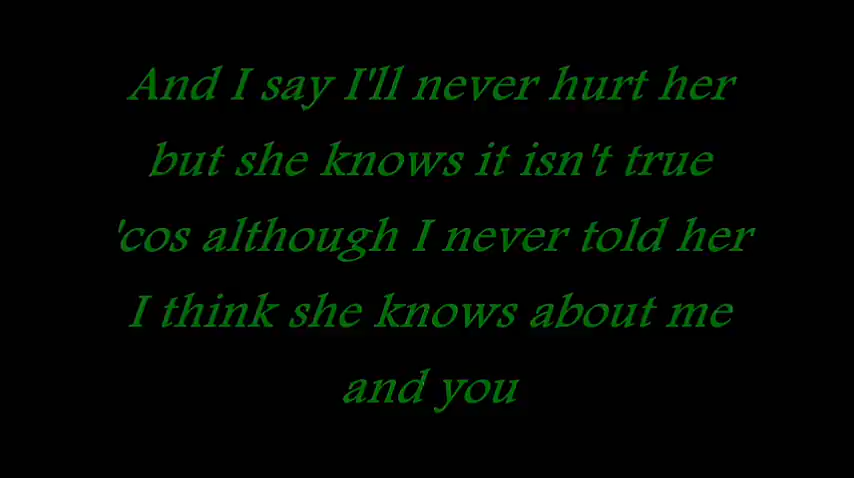 And I say I'll never hurt her
but she knows it isn't true
'cos although I never told her
I think she knows about me
and you